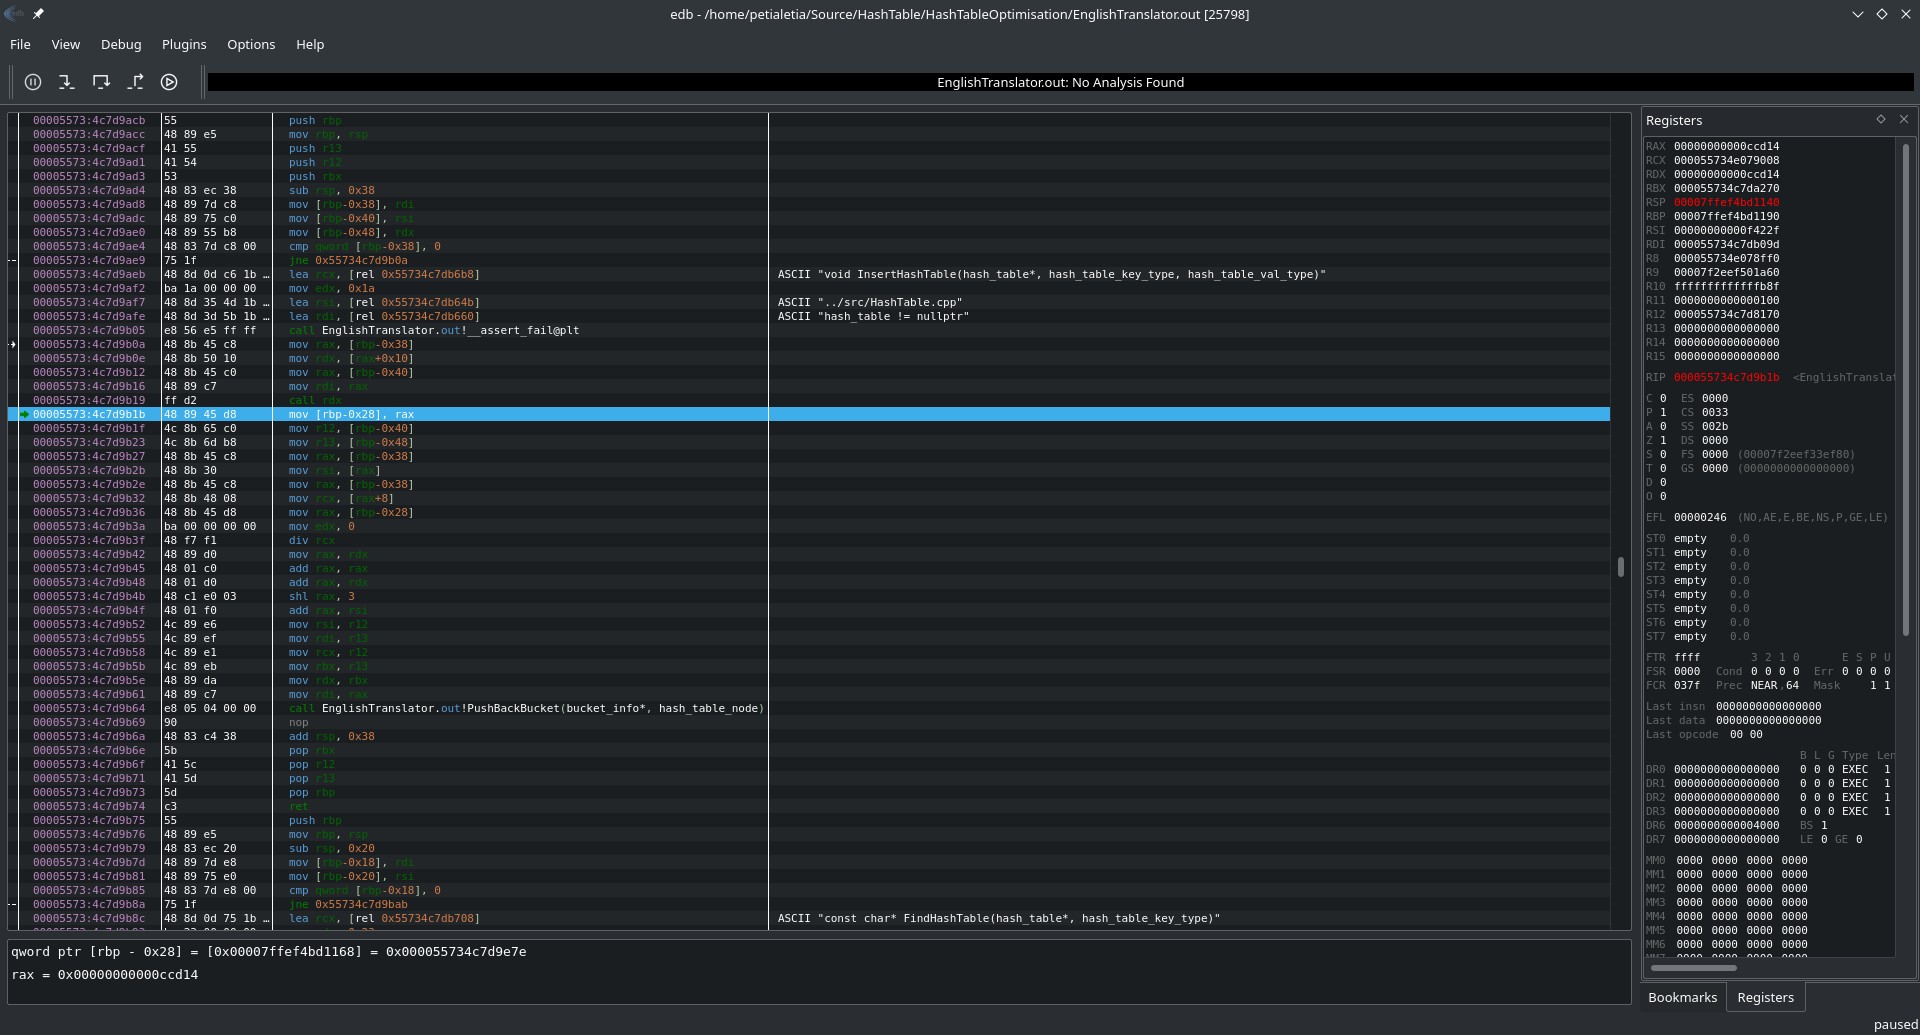 edb - /home/petialetia/Source/HashTable/HashTableOptimisation/EnglishTranslator.out [25798]
File View Debug Plugins Options Help
EnglishTranslator.out: No Analysis Found
00005573:4c7d9acb 55 push rbp
00005573:4c7d9acc 48 89 e5 mov rbp, rsp
00005573:4c7d9acf 41 55 push r13
00005573:4c7d9ad1 41 54 push r12
00005573:4c7d9ad3 53 push rbx
00005573:4c7d9ad4 48 83 ec 38 sub rsp, 0x38
00005573:4c7d9ad8 48 89 7d c8 mov [rbp-0x38], rdi
00005573:4c7d9adc 48 89 75 c0 mov [rbp-0x40], rsi
00005573:4c7d9ae0 48 89 55 b8 mov [rbp-0x48], rdx
00005573:4c7d9ae4 48 83 7d c8 00 cmp qword [rbp-0x38], 0
00005573:4c7d9ae9 75 1f jne 0x55734c7d9b0a
00005573:4c7d9aeb 48 8d 0d c6 1b … lea rcx, [rel 0x55734c7db6b8] ASCII "void InsertHashTable(hash_table*, hash_table_key_type, hash_table_val_type)"
00005573:4c7d9af2 ba 1a 00 00 00 mov edx, 0x1a
00005573:4c7d9af7 48 8d 35 4d 1b … lea rsi, [rel 0x55734c7db64b] ASCII "../src/HashTable.cpp"
00005573:4c7d9afe 48 8d 3d 5b 1b … lea rdi, [rel 0x55734c7db660] ASCII "hash_table != nullptr"
00005573:4c7d9b05 e8 56 e5 ff ff call EnglishTranslator.out!__assert_fail@plt
00005573:4c7d9b0a 48 8b 45 c8 mov rax, [rbp-0x38]
00005573:4c7d9b0e 48 8b 50 10 mov rdx, [rax+0x10]
00005573:4c7d9b12 48 8b 45 c0 mov rax, [rbp-0x40]
00005573:4c7d9b16 48 89 c7 mov rdi, rax
00005573:4c7d9b19 ff d2 call rdx
00005573:4c7d9b1b 48 89 45 d8 mov [rbp-0x28], rax
00005573:4c7d9b1f 4c 8b 65 c0 mov r12, [rbp-0x40]
00005573:4c7d9b23 4c 8b 6d b8 mov r13, [rbp-0x48]
00005573:4c7d9b27 48 8b 45 c8 mov rax, [rbp-0x38]
00005573:4c7d9b2b 48 8b 30 mov rsi, [rax]
00005573:4c7d9b2e 48 8b 45 c8 mov rax, [rbp-0x38]
00005573:4c7d9b32 48 8b 48 08 mov rcx, [rax+8]
00005573:4c7d9b36 48 8b 45 d8 mov rax, [rbp-0x28]
00005573:4c7d9b3a ba 00 00 00 00 mov edx, 0
00005573:4c7d9b3f 48 f7 f1 div rcx
00005573:4c7d9b42 48 89 d0 mov rax, rdx
00005573:4c7d9b45 48 01 c0 add rax, rax
00005573:4c7d9b48 48 01 d0 add rax, rdx
00005573:4c7d9b4b 48 c1 e0 03 shl rax, 3
00005573:4c7d9b4f 48 01 f0 add rax, rsi
00005573:4c7d9b52 4c 89 e6 mov rsi, r12
00005573:4c7d9b55 4c 89 ef mov rdi, r13
00005573:4c7d9b58 4c 89 e1 mov rcx, r12
00005573:4c7d9b5b 4c 89 eb mov rbx, r13
00005573:4c7d9b5e 48 89 da mov rdx, rbx
00005573:4c7d9b61 48 89 c7 mov rdi, rax
00005573:4c7d9b64 e8 05 04 00 00 call EnglishTranslator.out!PushBackBucket(bucket_info*, hash_table_node)
00005573:4c7d9b69 90 nop
00005573:4c7d9b6a 48 83 c4 38 add rsp, 0x38
00005573:4c7d9b6e 5b pop rbx
00005573:4c7d9b6f 41 5c pop r12
00005573:4c7d9b71 41 5d pop r13
00005573:4c7d9b73 5d pop rbp
00005573:4c7d9b74 c3 ret
00005573:4c7d9b75 55 push rbp
00005573:4c7d9b76 48 89 e5 mov rbp, rsp
00005573:4c7d9b79 48 83 ec 20 sub rsp, 0x20
00005573:4c7d9b7d 48 89 7d e8 mov [rbp-0x18], rdi
00005573:4c7d9b81 48 89 75 e0 mov [rbp-0x20], rsi
00005573:4c7d9b85 48 83 7d e8 00 cmp qword [rbp-0x18], 0
00005573:4c7d9b8a 75 1f jne 0x55734c7d9bab
00005573:4c7d9b8c 48 8d 0d 75 1b … lea rcx, [rel 0x55734c7db708] ASCII "const char* FindHashTable(hash_table*, hash_table_key_type)"
qword ptr [rbp - 0x28] = [0x00007ffef4bd1168] = 0x000055734c7d9e7e
rax = 0x00000000000ccd14
Registers
RAX 00000000000ccd14
RCX 000055734e079008
RDX 00000000000ccd14
RBX 000055734c7da270
RSP 00007ffef4bd1140
RBP 00007ffef4bd1190
RSI 00000000000f422f
RDI 000055734c7db09d
R8 000055734e078ff0
R9 00007f2eef501a60
R10 fffffffffffffb8f
R11 0000000000000100
R12 000055734c7d8170
R13 0000000000000000
R14 0000000000000000
R15 0000000000000000
RIP 000055734c7d9b1b <EnglishTranslat
C 0 ES 0000
P 1 CS 0033
A 0 SS 002b
Z 1 DS 0000
S 0 FS 0000 (00007f2eef33ef80)
T 0 GS 0000 (0000000000000000)
D 0
O 0
EFL 00000246 (NO,AE,E,BE,NS,P,GE,LE)
ST0 empty 0.0
ST1 empty 0.0
ST2 empty 0.0
ST3 empty 0.0
ST4 empty 0.0
ST5 empty 0.0
ST6 empty 0.0
ST7 empty 0.0
FTR ffff 3 2 1 0 E S P U
FSR 0000 Cond 0 0 0 0 Err 0 0 0 0
FCR 037f Prec NEAR,64 Mask 1 1
Last insn 0000000000000000
Last data 0000000000000000
Last opcode 00 00
B L G Type Len
DR0 0000000000000000 0 0 0 EXEC 1
DR1 0000000000000000 0 0 0 EXEC 1
DR2 0000000000000000 0 0 0 EXEC 1
DR3 0000000000000000 0 0 0 EXEC 1
DR6 0000000000004000 BS 1
DR7 0000000000000000 LE 0 GE 0
MM0 0000 0000 0000 0000
MM1 0000 0000 0000 0000
MM2 0000 0000 0000 0000
MM3 0000 0000 0000 0000
MM4 0000 0000 0000 0000
MM5 0000 0000 0000 0000
MM6 0000 0000 0000 0000
Bookmarks Registers
paused